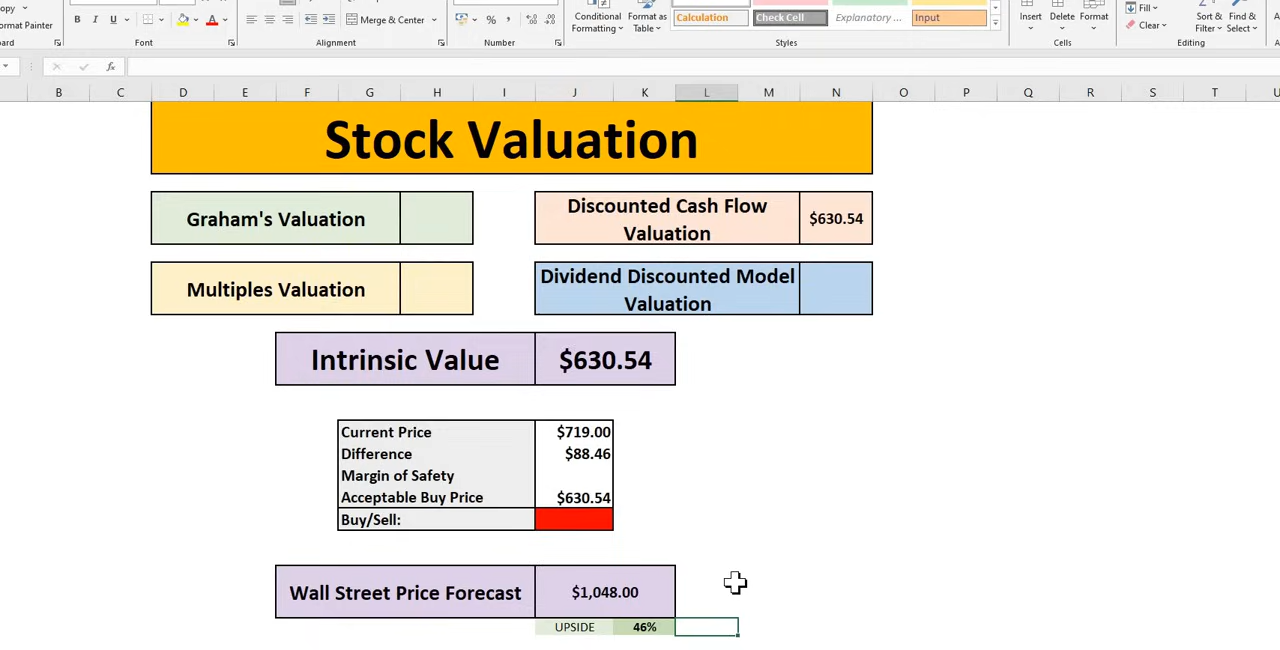 opy
Format Painter
ooard
B I U
A
Font
Merge & Center
Alignment
%
Number
Conditional Formatting
Format as Table
Calculation
Check Cell
Explanatory ...
Input
Styles
Insert
Delete
Format
Cells
Fill
Clear
Sort & Filter
Find & Select
Editing
fx
B C D E F G H I J K L M N O P Q R S T U
Stock Valuation
Graham's Valuation
Discounted Cash Flow
Valuation
$630.54
Multiples Valuation
Dividend Discounted Model
Valuation
Intrinsic Value $630.54
Current Price $719.00
Difference $88.46
Margin of Safety
Acceptable Buy Price $630.54
Buy/Sell:
Wall Street Price Forecast $1,048.00
UPSIDE 46%